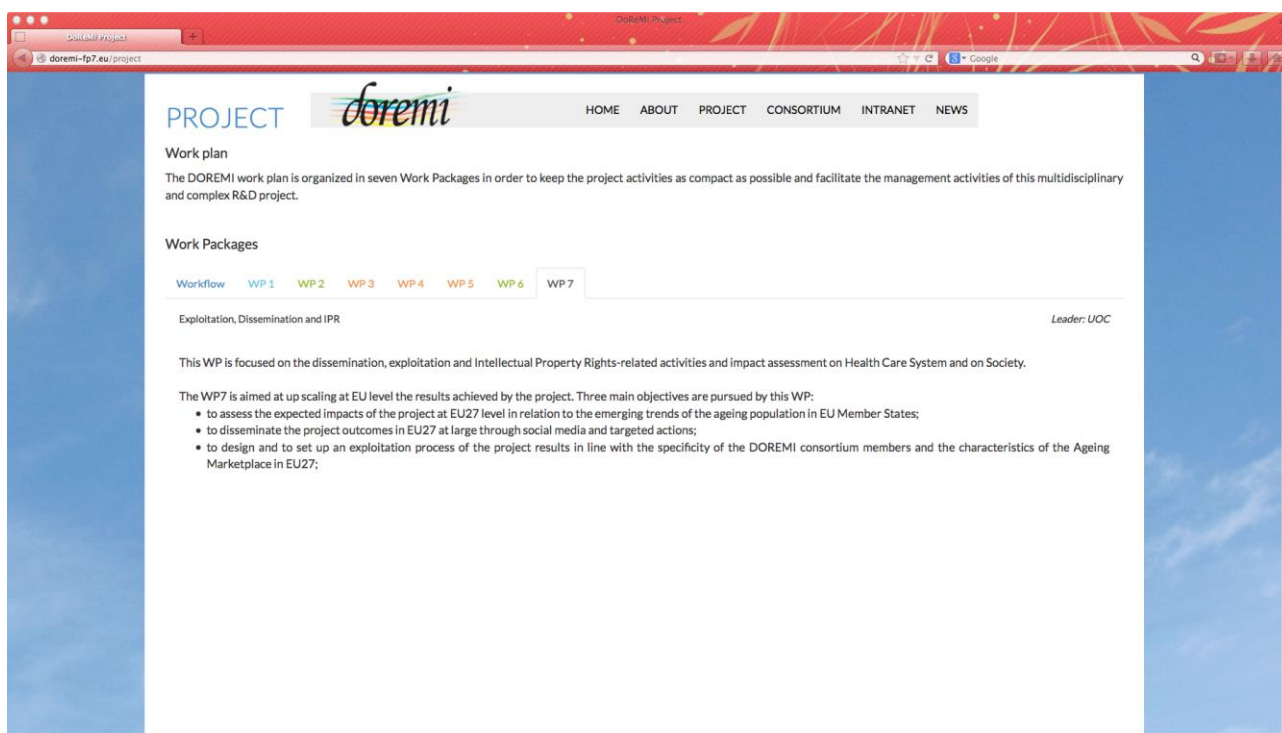 DoReMi Project
DoReMi Project
doremi-fp7.eu/project
Google
PROJECT
doremi
HOME ABOUT PROJECT CONSORTIUM INTRANET NEWS
Work plan
The DOREMI work plan is organized in seven Work Packages in order to keep the project activities as compact as possible and facilitate the management activities of this multidisciplinary
and complex R&D project.
Work Packages
Workflow WP 1 WP 2 WP 3 WP 4 WP 5 WP 6 WP 7
Exploitation, Dissemination and IPR Leader: UOC
This WP is focused on the dissemination, exploitation and Intellectual Property Rights-related activities and impact assessment on Health Care System and on Society.
The WP7 is aimed at up scaling at EU level the results achieved by the project. Three main objectives are pursued by this WP:
• to assess the expected impacts of the project at EU27 level in relation to the emerging trends of the ageing population in EU Member States;
• to disseminate the project outcomes in EU27 at large through social media and targeted actions;
• to design and to set up an exploitation process of the project results in line with the specificity of the DOREMI consortium members and the characteristics of the Ageing
Marketplace in EU27;